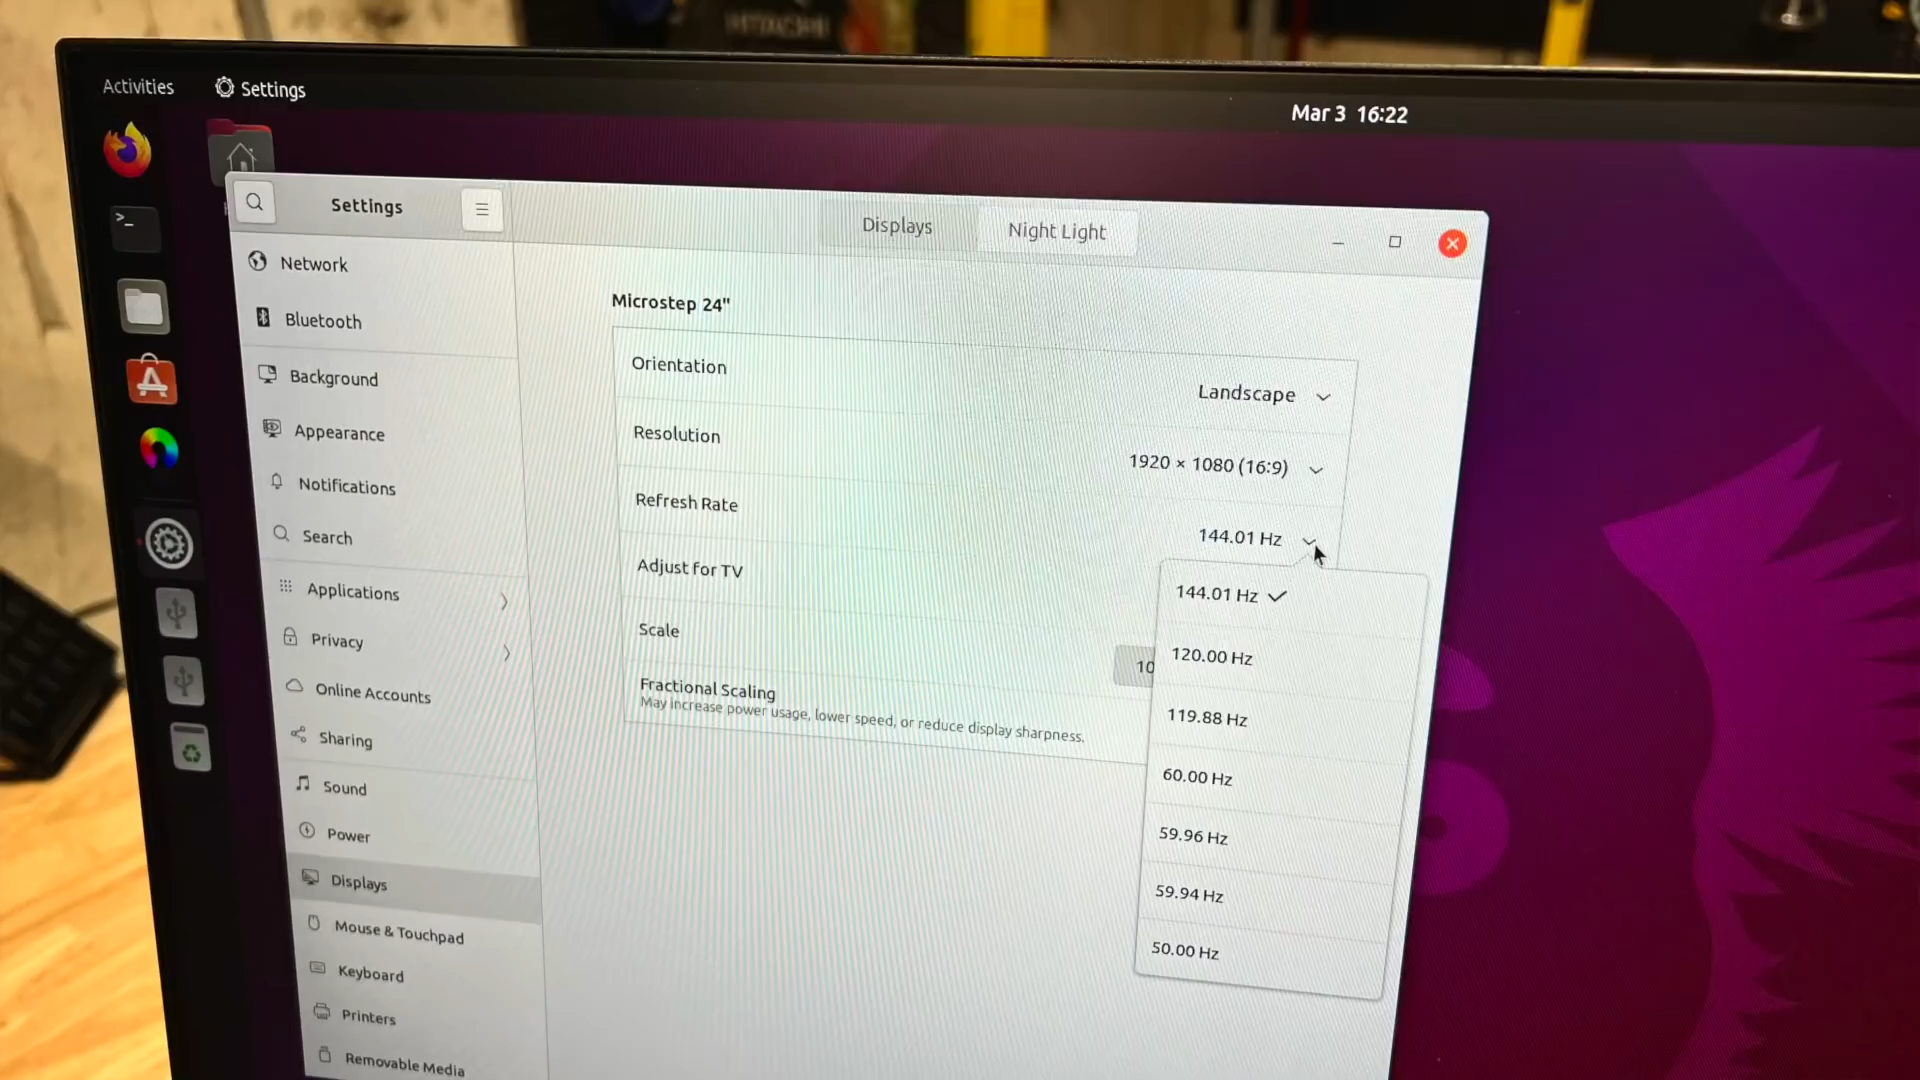 HITACHI
Activities
Settings
Mar 3 16:22
Settings
Displays
Night Light
Network
Bluetooth
Background
Appearance
Notifications
Search
Applications
Privacy
Online Accounts
Sharing
Sound
Power
Displays
Mouse & Touchpad
Keyboard
Printers
Removable Media
Microstep 24"
Orientation
Landscape
Resolution
1920 × 1080 (16:9)
Refresh Rate
144.01 Hz
Adjust for TV
Scale
10
Fractional Scaling
May increase power usage, lower speed, or reduce display sharpness.
144.01 Hz
120.00 Hz
119.88 Hz
60.00 Hz
59.96 Hz
59.94 Hz
50.00 Hz